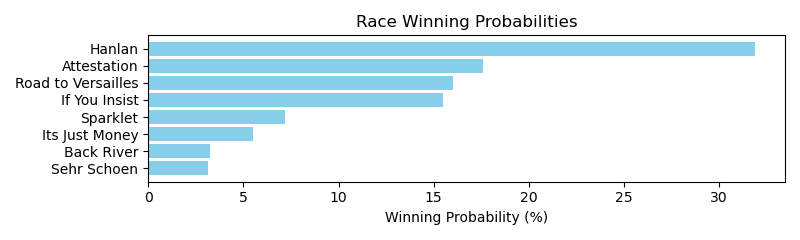 Race Winning Probabilities
Hanlan
Attestation
Road to Versailles
If You Insist
Sparklet
Its Just Money
Back River
Sehr Schoen
0 5 10 15 20 25 30
Winning Probability (%)